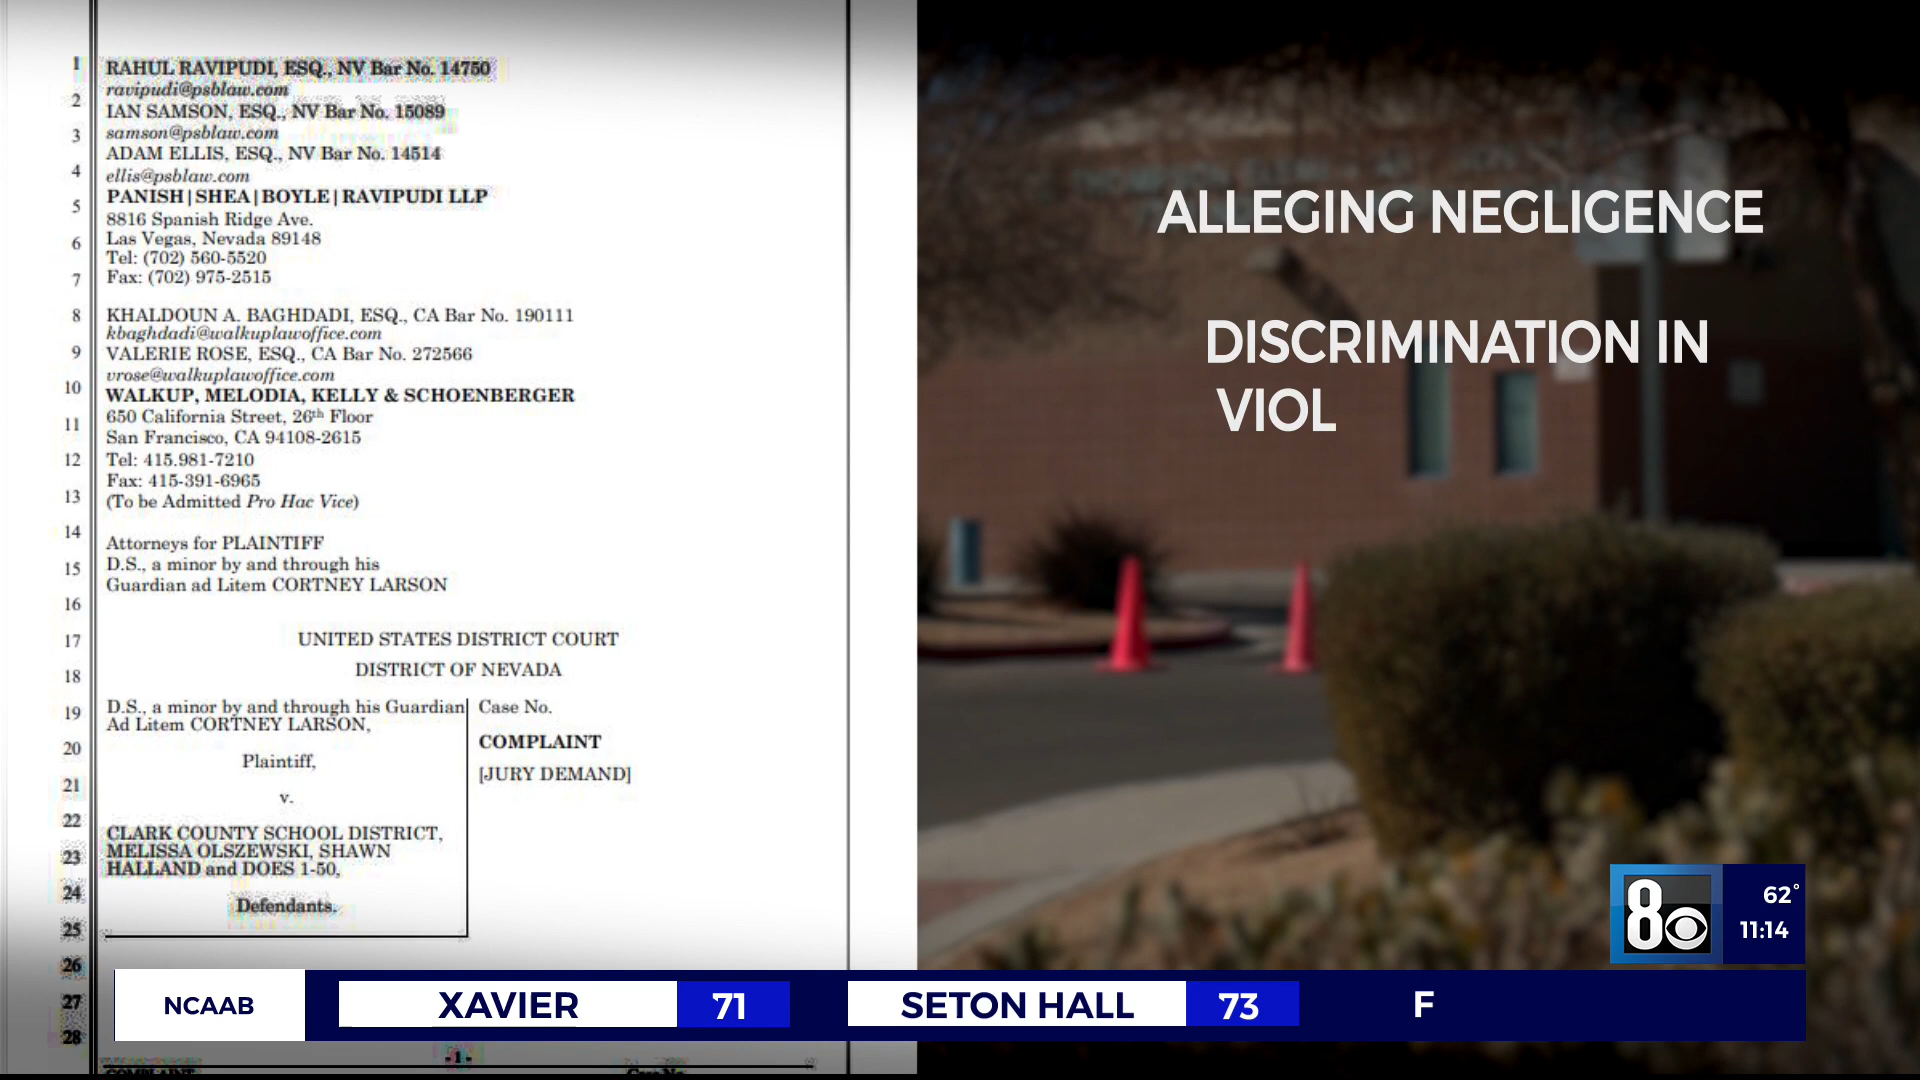 1
RAHUL RAVIPUDI, ESQ., NV Bar No. 14750
ravipudi@psblaw.com
2
IAN SAMSON, ESQ., NV Bar No. 15089
3
samson@psblaw.com
ADAM ELLIS, ESQ., NV Bar No. 14514
4
ellis@psblaw.com
5
PANISH|SHEA|BOYLE|RAVIPUDI LLP
8816 Spanish Ridge Ave.
6
Las Vegas, Nevada 89148
Tel: (702) 560-5520
7
Fax: (702) 975-2515
8
KHALDOUN A. BAGHDADI, ESQ., CA Bar No. 190111
kbaghdadi@walkuplawoffice.com
9
VALERIE ROSE, ESQ., CA Bar No. 272566
vrose@walkuplawoffice.com
10
WALKUP, MELODIA, KELLY & SCHOENBERGER
11
650 California Street, 26th Floor
San Francisco, CA 94108-2615
12
Tel: 415.981-7210
Fax: 415-391-6965
13
(To be Admitted Pro Hac Vice)
14
Attorneys for PLAINTIFF
15
D.S., a minor by and through his
Guardian ad Litem CORTNEY LARSON
16
17
UNITED STATES DISTRICT COURT
18
DISTRICT OF NEVADA
19
D.S., a minor by and through his Guardian
Ad Litem CORTNEY LARSON,
Case No.
20
COMPLAINT
Plaintiff,
[JURY DEMAND]
21
v.
22
CLARK COUNTY SCHOOL DISTRICT,
23
MELISSA OLSZEWSKI, SHAWN
HALLAND and DOES 1-50,
24
Defendants.
25
26
27
28
- 1 -
COMPLAINT
Case No.
ALLEGING NEGLIGENCE
DISCRIMINATION IN
VIOL
8
62°
11:14
NCAAB
XAVIER 71
SETON HALL 73
F